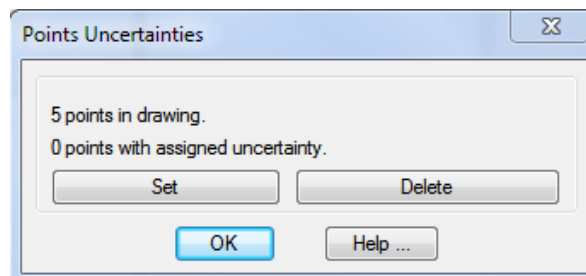 Points Uncertainties
5 points in drawing.
0 points with assigned uncertainty.
Set Delete
OK Help ...